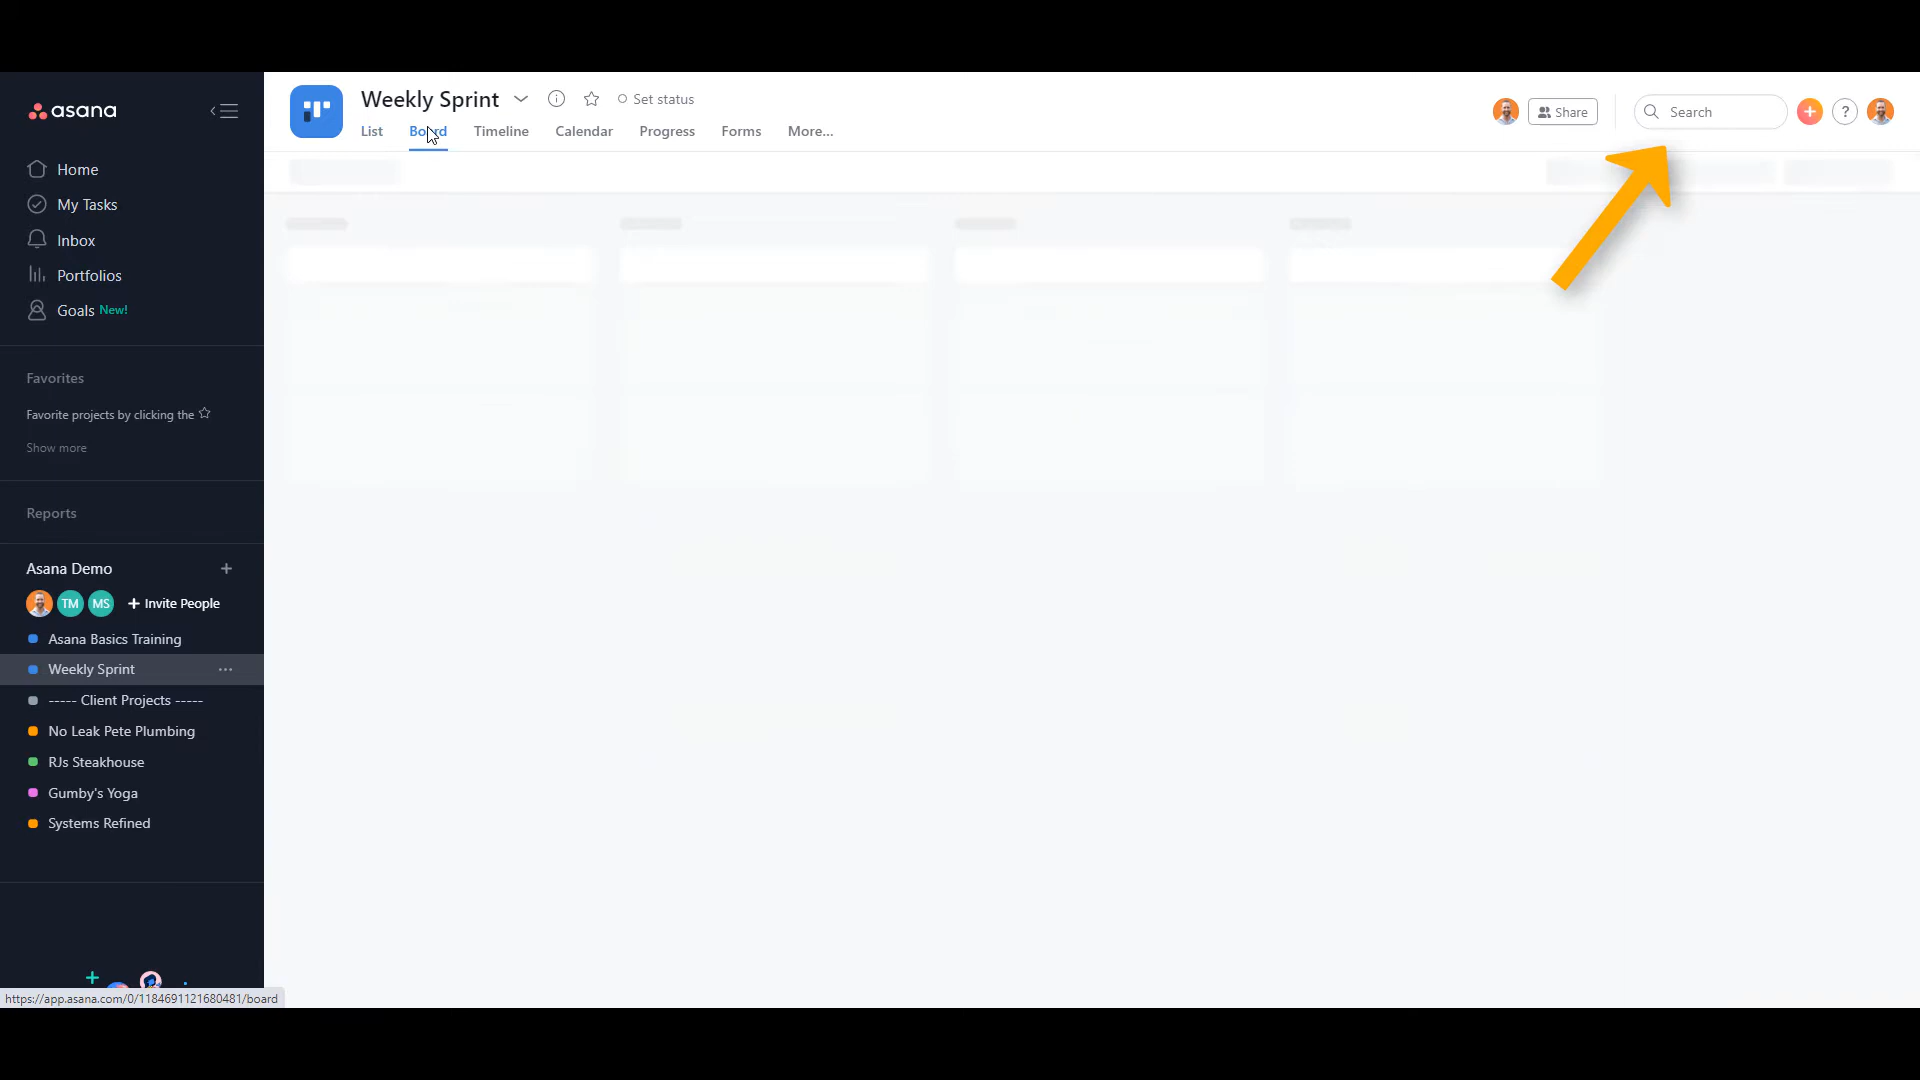 asana
Home
My Tasks
Inbox
Portfolios
Goals New!
Favorites
Favorite projects by clicking the
Show more
Reports
Asana Demo +
TM MS + Invite People
Asana Basics Training
Weekly Sprint ...
----- Client Projects -----
No Leak Pete Plumbing
RJs Steakhouse
Gumby's Yoga
Systems Refined
https://app.asana.com/0/1184691121680481/board
Weekly Sprint Set status
List Board Timeline Calendar Progress Forms More...
Share Search + ?